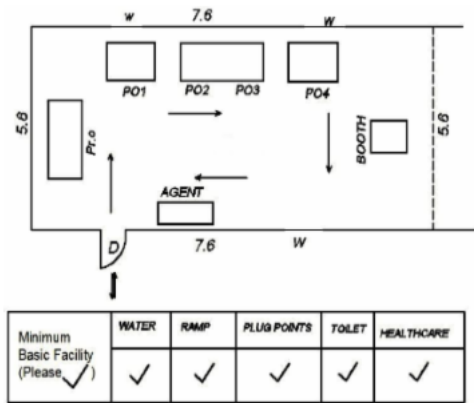 w 7.6 w
PO1 PO2 PO3 PO4
5.8 Pr.o BOOTH 5.6
AGENT
D 7.6 W
Minimum Basic Facility (Please ✓) WATER RAMP PLUG POINTS TOILET HEALTHCARE
✓ ✓ ✓ ✓ ✓